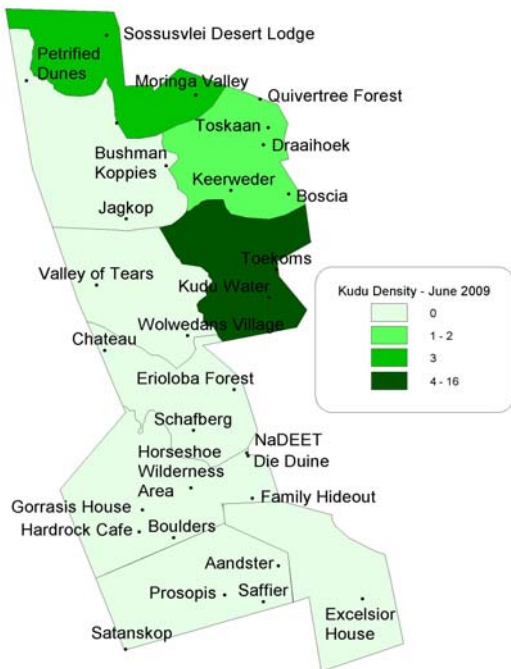 Sossusvlei Desert Lodge
Petrified
Dunes
Moringa Valley
Quivertree Forest
Toskaan
Draaihoek
Bushman
Koppies
Keerweder
Boscia
Jagkop
Toekoms
Valley of Tears
Kudu Water
Kudu Density - June 2009
0
1 - 2
3
4 - 16
Wolwedans Village
Chateau
Erioloba Forest
Schafberg
NaDEET
Die Duine
Horseshoe
Wilderness
Area
Family Hideout
Gorrasis House
Hardrock Cafe
Boulders
Aandster
Prosopis
Saffier
Excelsior
House
Satanskop